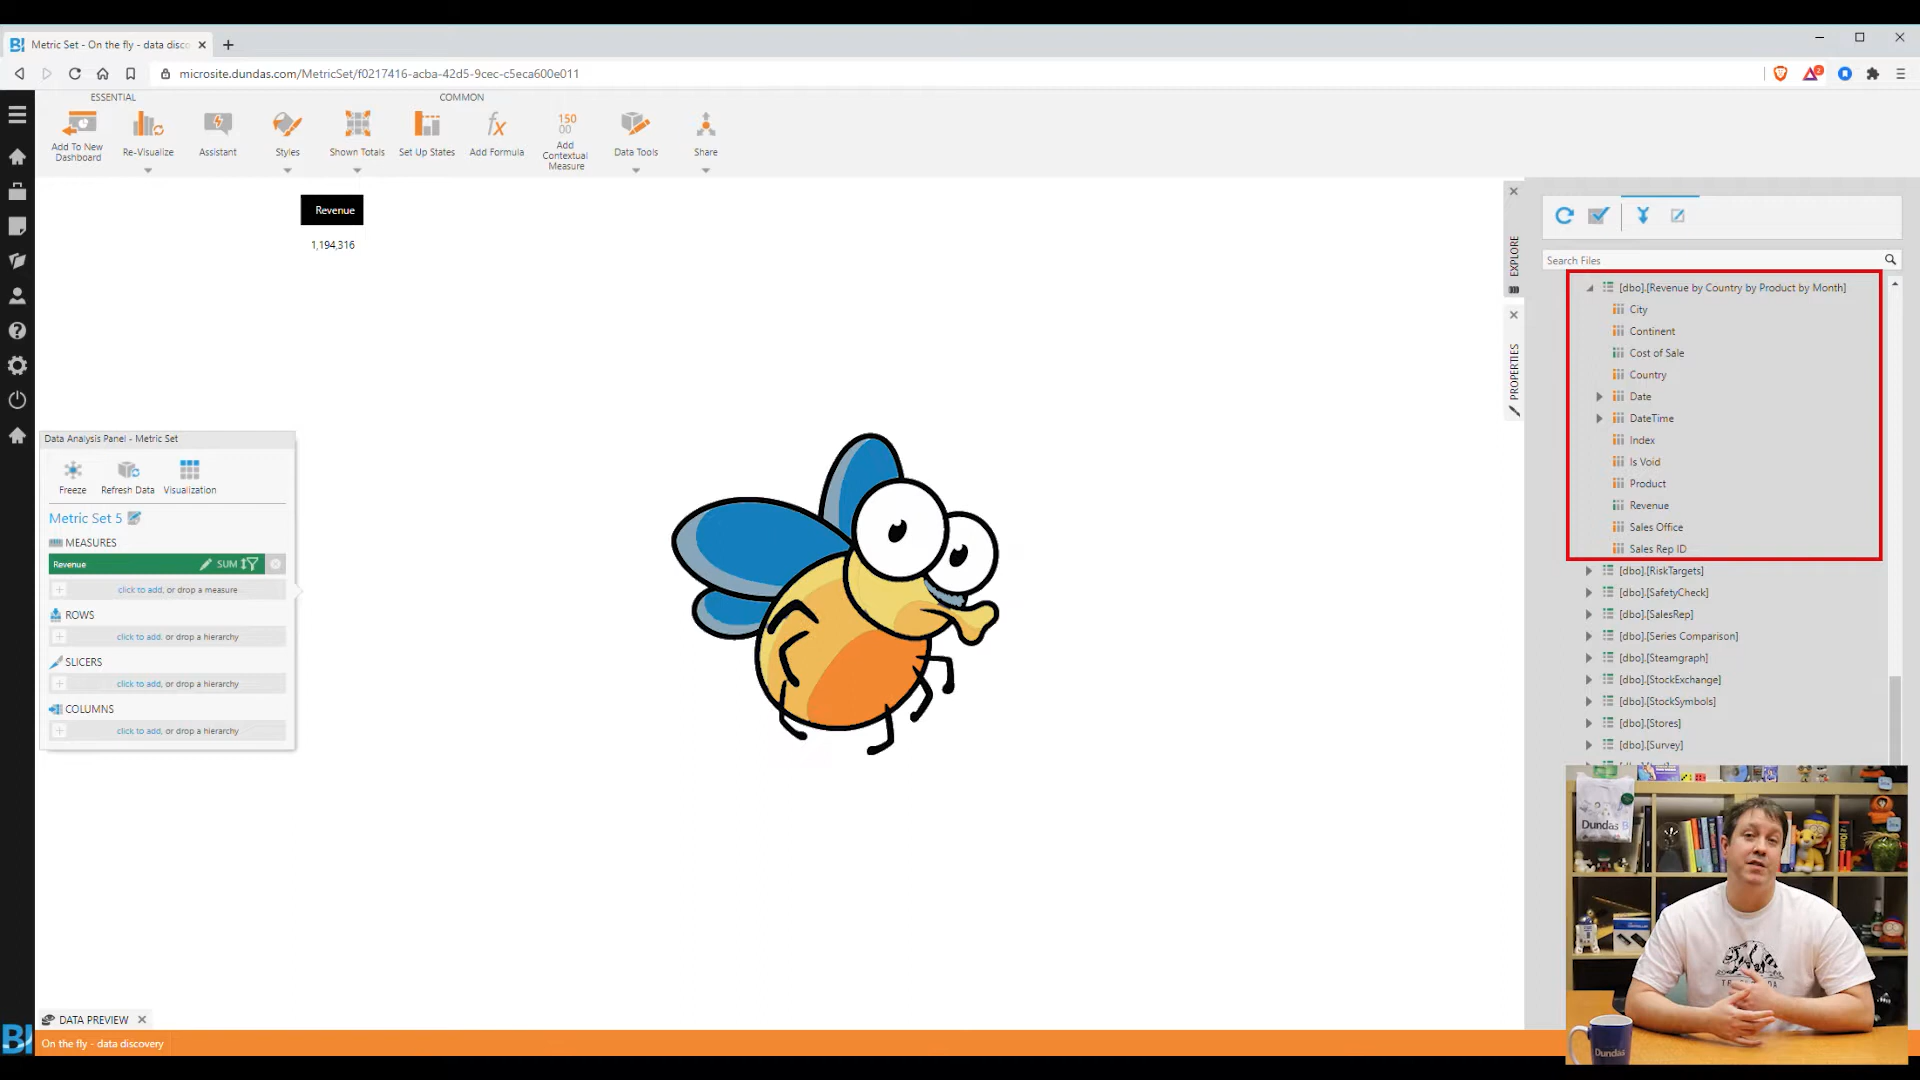 Metric Set - On the fly - data disco
microsite.dundas.com/MetricSet/f0217416-acba-42d5-9cec-c5eca600e011
2
ESSENTIAL
COMMON
Add To New
Dashboard
Re-Visualize
Assistant
Styles
Shown Totals
Set Up States
fx
Add Formula
150
00
Add
Contextual
Measure
Data Tools
Share
Revenue
1,194,316
EXPLORE
PROPERTIES
Search Files
[dbo].[Revenue by Country by Product by Month]
City
Continent
Cost of Sale
Country
Date
DateTime
Index
Is Void
Product
Revenue
Sales Office
Sales Rep ID
[dbo].[RiskTargets]
[dbo].[SafetyCheck]
[dbo].[SalesRep]
[dbo].[Series Comparison]
[dbo].[Steamgraph]
[dbo].[StockExchange]
[dbo].[StockSymbols]
[dbo].[Stores]
[dbo].[Survey]
Data Analysis Panel - Metric Set
Freeze
Refresh Data
Visualization
Metric Set 5
MEASURES
Revenue
SUM
click to add, or drop a measure
ROWS
click to add, or drop a hierarchy
SLICERS
click to add, or drop a hierarchy
COLUMNS
click to add, or drop a hierarchy
DATA PREVIEW
BI
On the fly - data discovery
Dundas B
Dundas